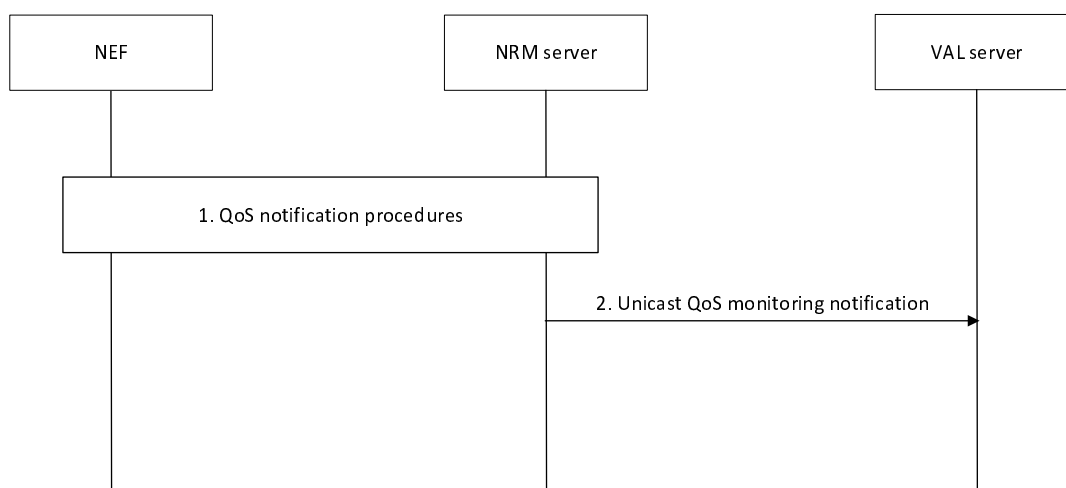 NEF
NRM server
VAL server
1. QoS notification procedures
2. Unicast QoS monitoring notification